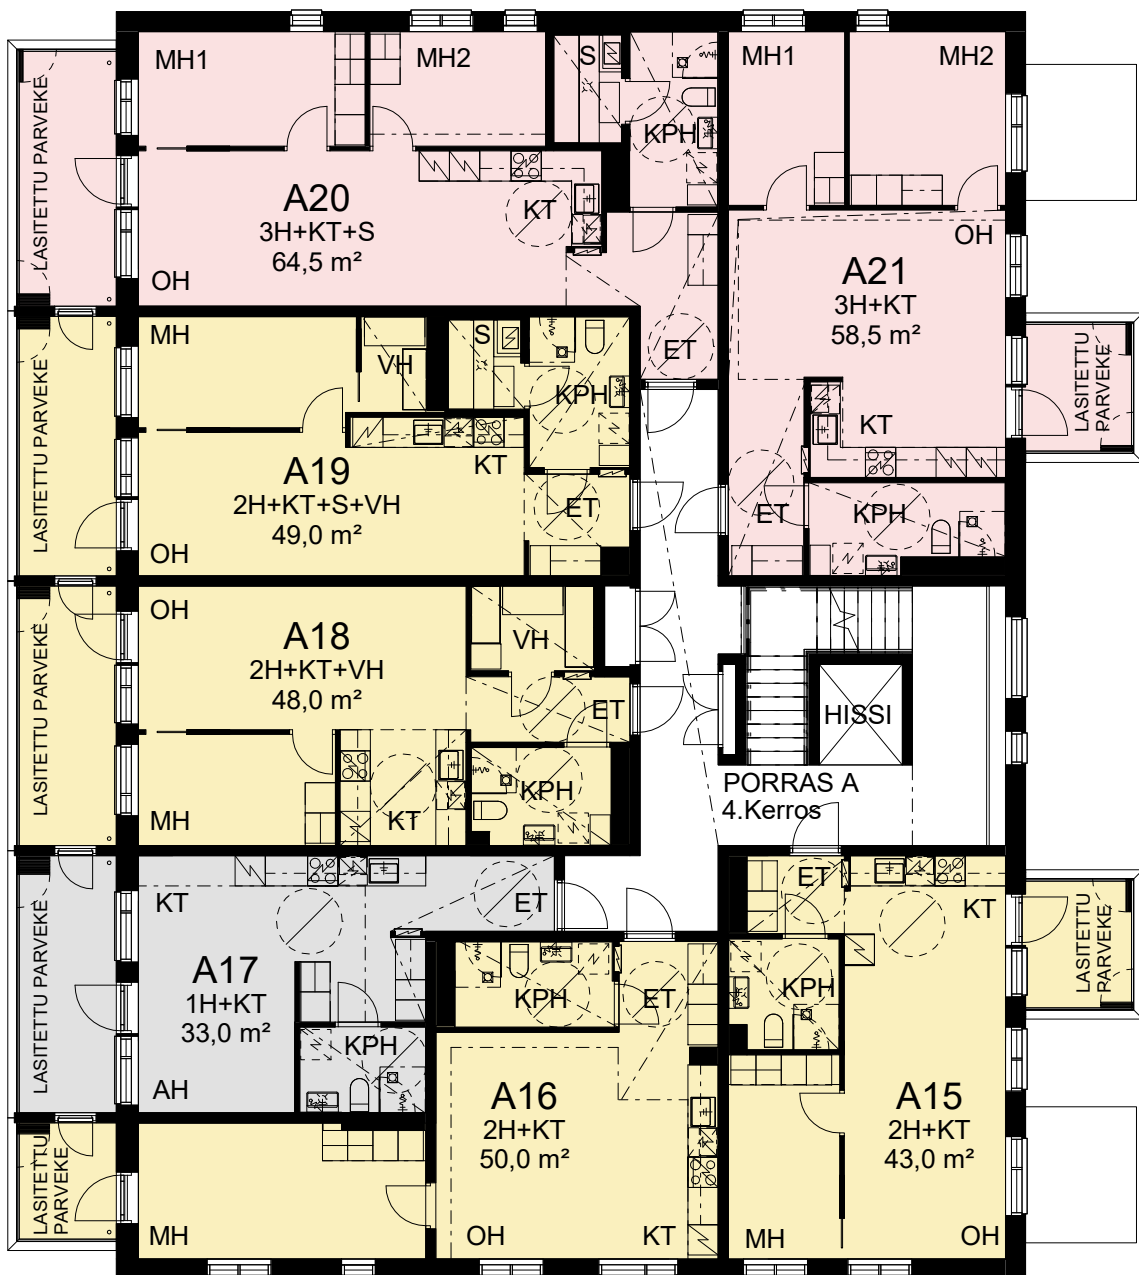 MH1
MH2
S
KPH
MH1
MH2
LASITETTU PARVEKE
A20
3H+KT+S
64,5 m²
KT
OH
ET
OH
A21
3H+KT
58,5 m²
KT
ET
KPH
LASITETTU
PARVEKE
MH
VH
S
KPH
LASITETTU PARVEKE
A19
2H+KT+S+VH
49,0 m²
KT
ET
OH
OH
A18
2H+KT+VH
48,0 m²
VH
ET
LASITETTU PARVEKE
MH
KT
KPH
HISSI
PORRAS A
4.Kerros
KT
ET
LASITETTU PARVEKE
A17
1H+KT
33,0 m²
KPH
AH
KPH
ET
A16
2H+KT
50,0 m²
LASITETTU
PARVEKE
MH
OH
KT
ET
KT
KPH
LASITETTU
PARVEKE
A15
2H+KT
43,0 m²
MH
OH